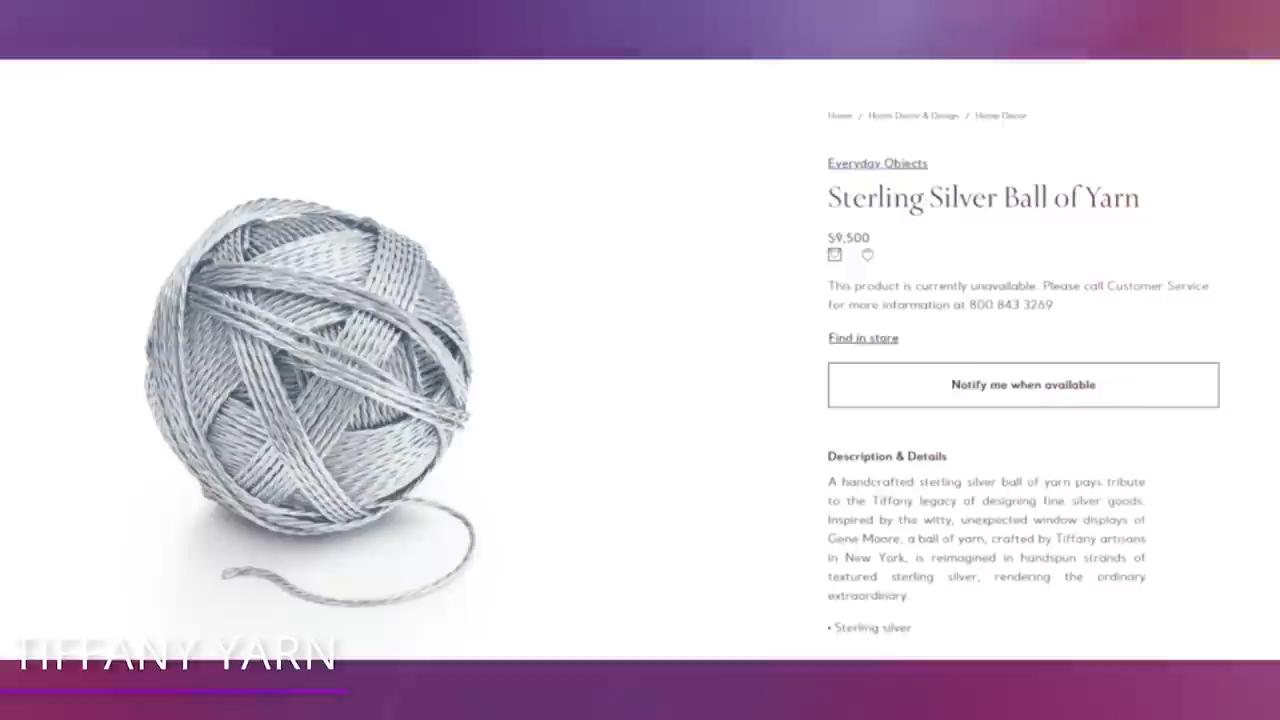 Home / Home Decor & Design / Home Decor
Everyday Objects
Sterling Silver Ball of Yarn
$9,500
This product is currently unavailable. Please call Customer Service
for more information at 800 843 3269
Find in store
Notify me when available
Description & Details
A handcrafted sterling silver ball of yarn pays tribute
to the Tiffany legacy of designing fine silver goods.
Inspired by the witty, unexpected window displays of
Gene Moore, a ball of yarn, crafted by Tiffany artisans
in New York, is reimagined in handspun strands of
textured sterling silver, rendering the ordinary
extraordinary.
• Sterling silver
TIFFANY YARN